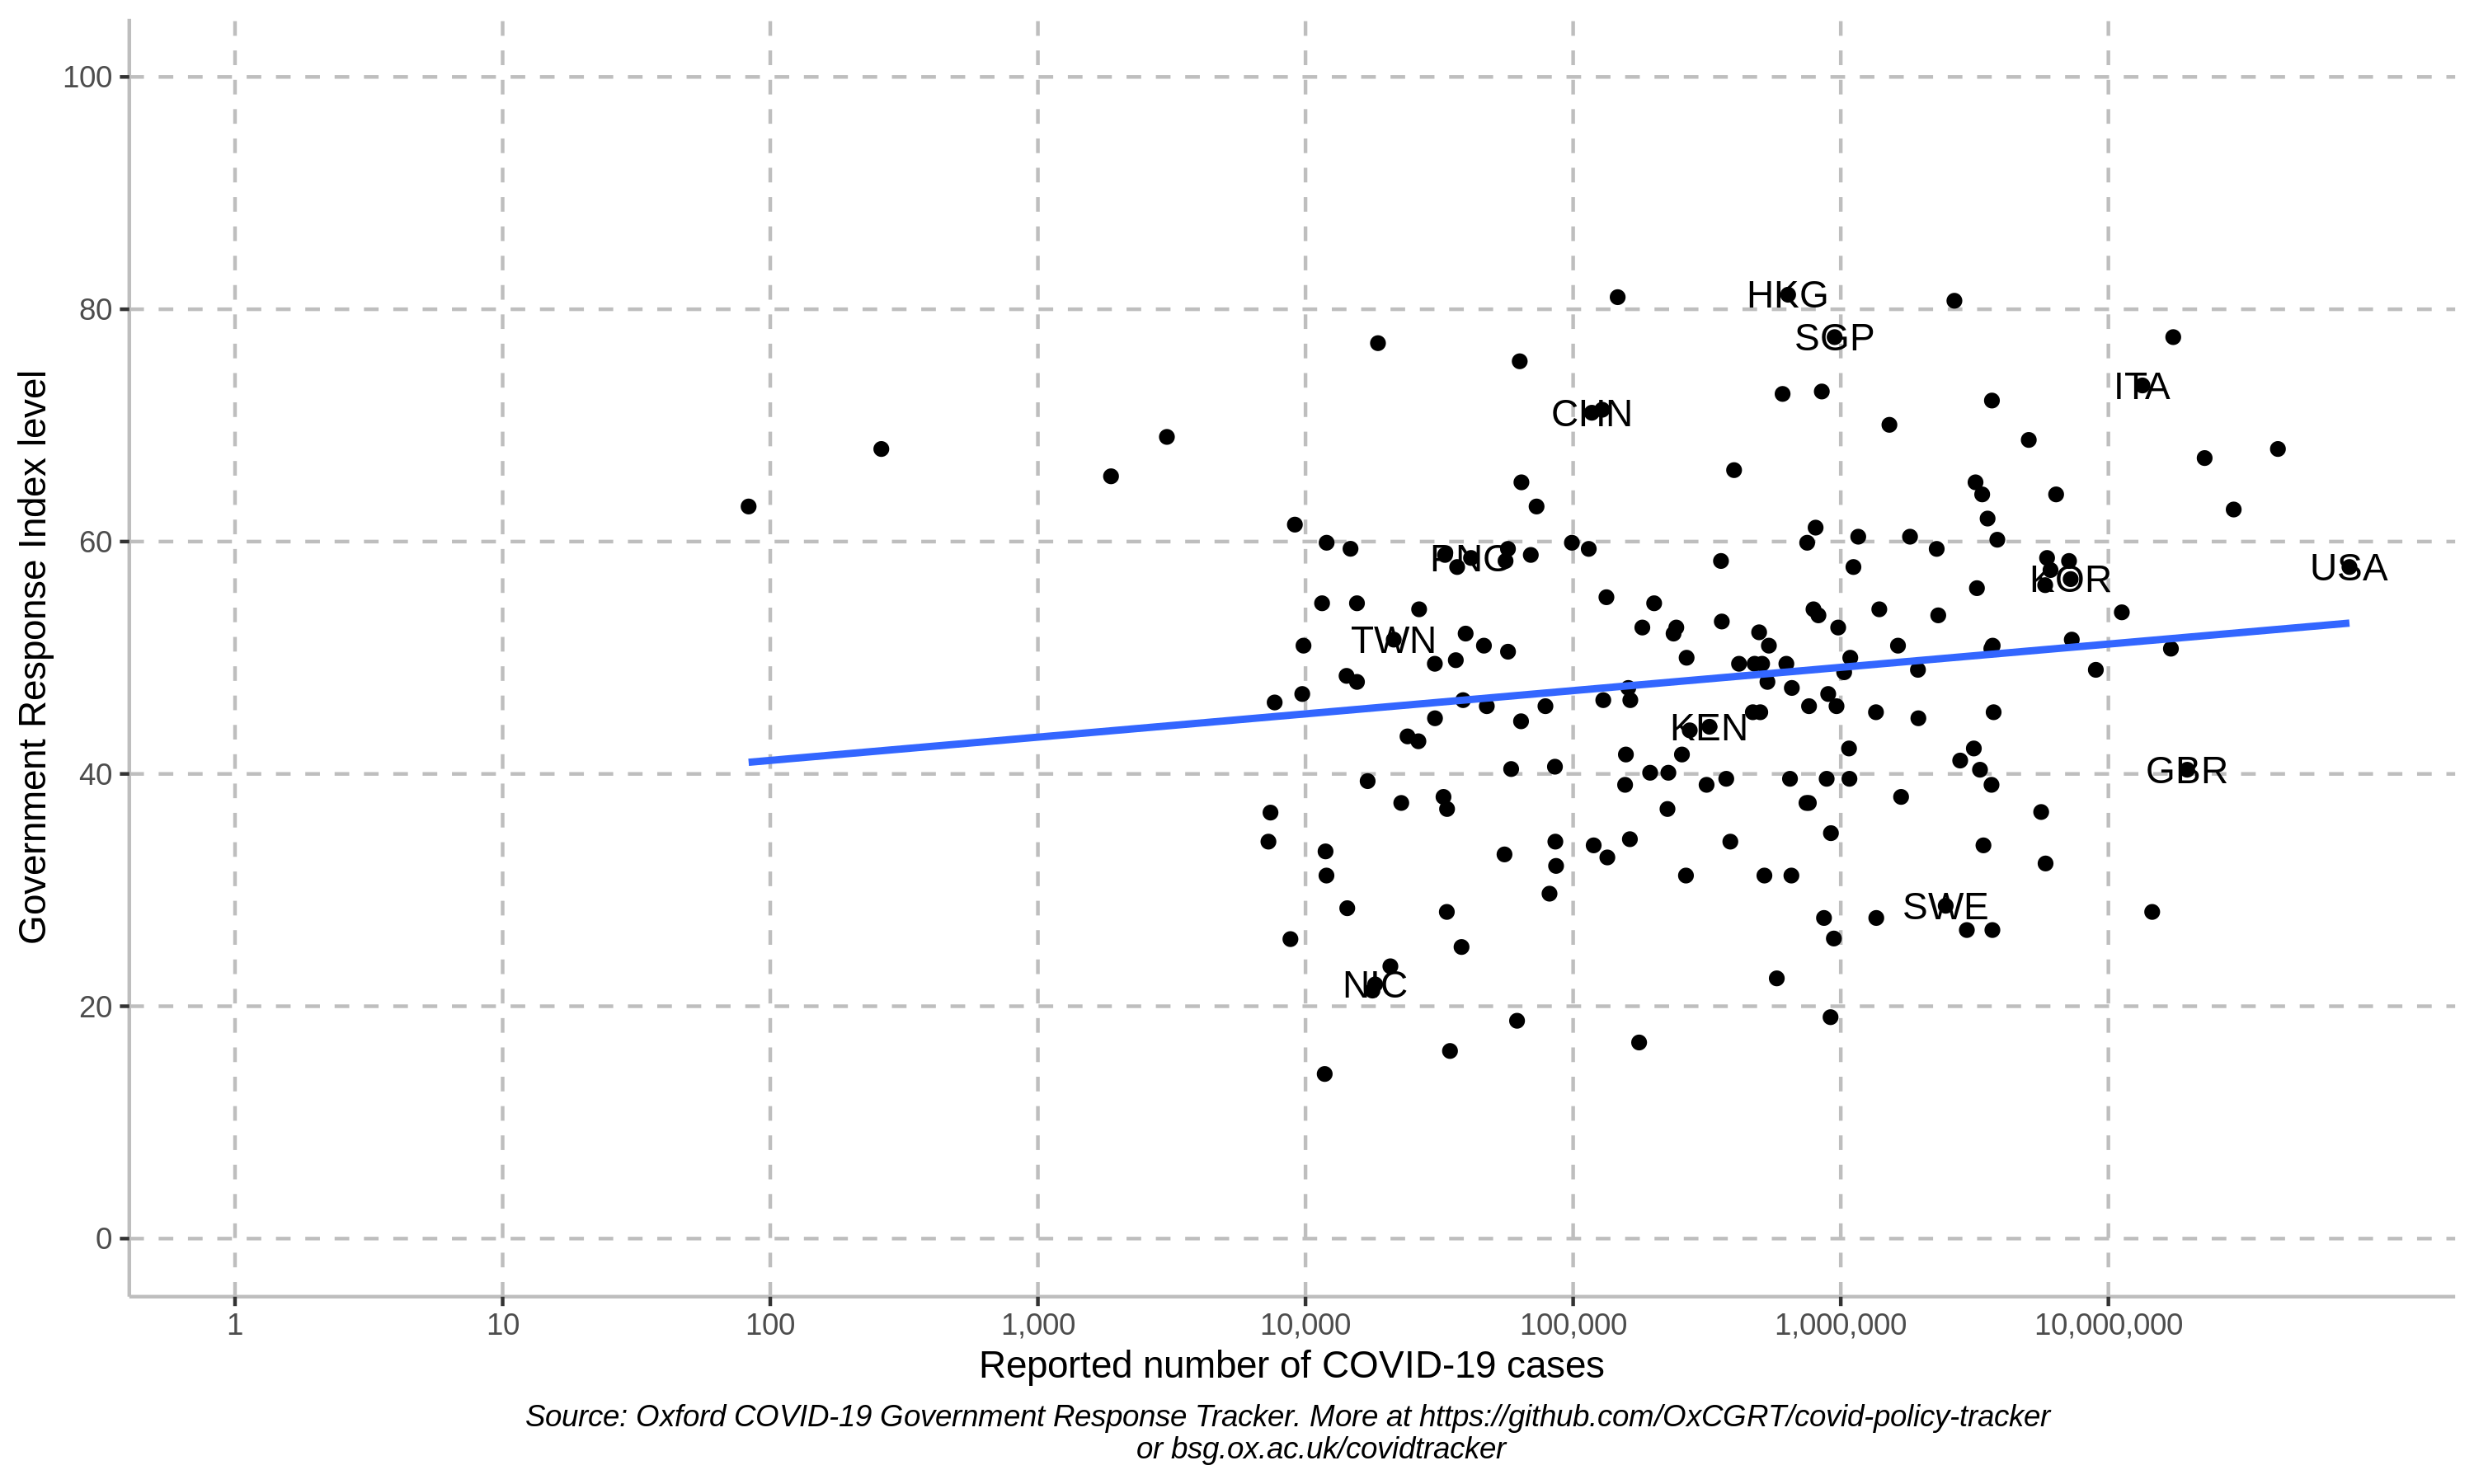 Government Response Index level
100
80
60
40
20
0
HKG
SGP
ITA
CHN
PNG
KOR
USA
TWN
KEN
GBR
SWE
NIC
1
10
100
1,000
10,000
100,000
1,000,000
10,000,000
Reported number of COVID-19 cases
Source: Oxford COVID-19 Government Response Tracker. More at https://github.com/OxCGRT/covid-policy-tracker
or bsg.ox.ac.uk/covidtracker